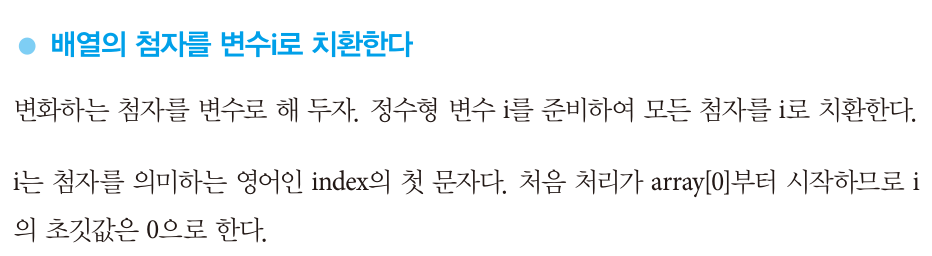 ● 배열의 첨자를 변수i로 치환한다
변화하는 첨자를 변수로 해 두자. 정수형 변수 i를 준비하여 모든 첨자를 i로 치환한다.
i는 첨자를 의미하는 영어인 index의 첫 문자다. 처음 처리가 array[0]부터 시작하므로 i
의 초깃값은 0으로 한다.